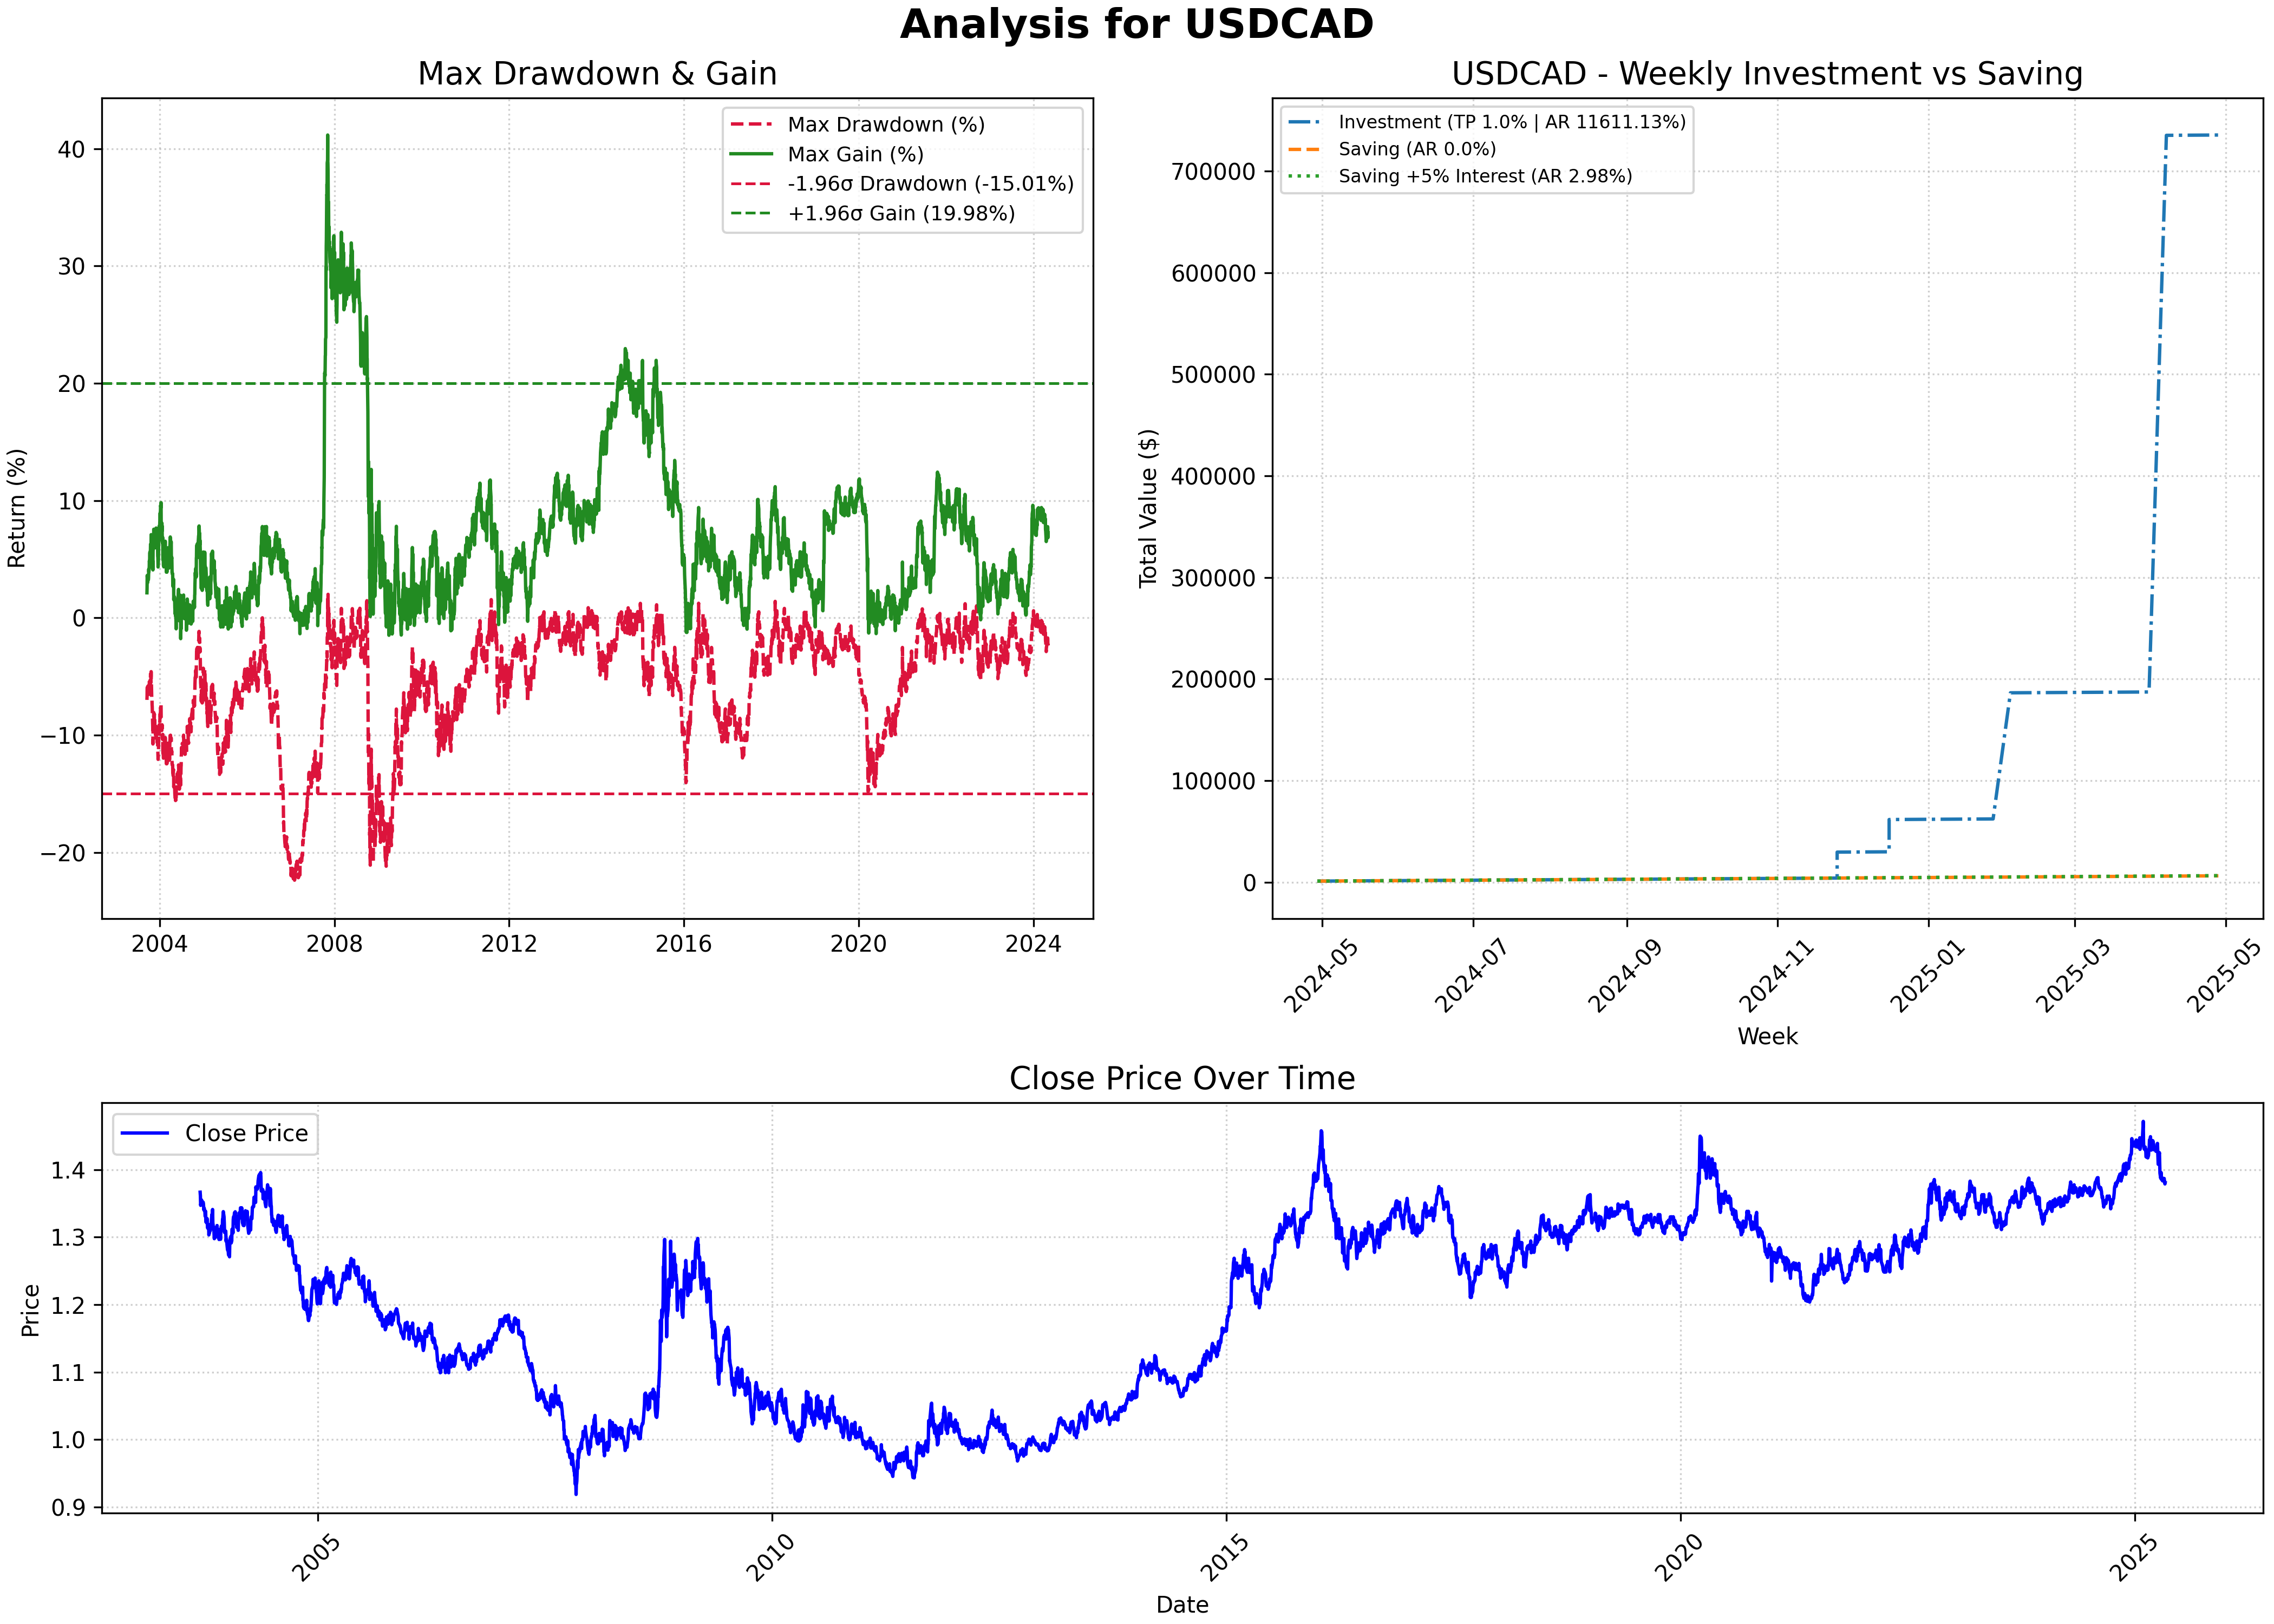 Analysis for USDCAD
Max Drawdown & Gain
Return (%)
40
30
20
10
0
−10
−20
2004
2008
2012
2016
2020
2024
Max Drawdown (%)
Max Gain (%)
-1.96σ Drawdown (-15.01%)
+1.96σ Gain (19.98%)
USDCAD - Weekly Investment vs Saving
Total Value ($)
700000
600000
500000
400000
300000
200000
100000
0
Investment (TP 1.0% | AR 11611.13%)
Saving (AR 0.0%)
Saving +5% Interest (AR 2.98%)
2024-05
2024-07
2024-09
2024-11
2025-01
2025-03
2025-05
Week
Close Price Over Time
Close Price
Price
1.4
1.3
1.2
1.1
1.0
0.9
2005
2010
2015
2020
2025
Date